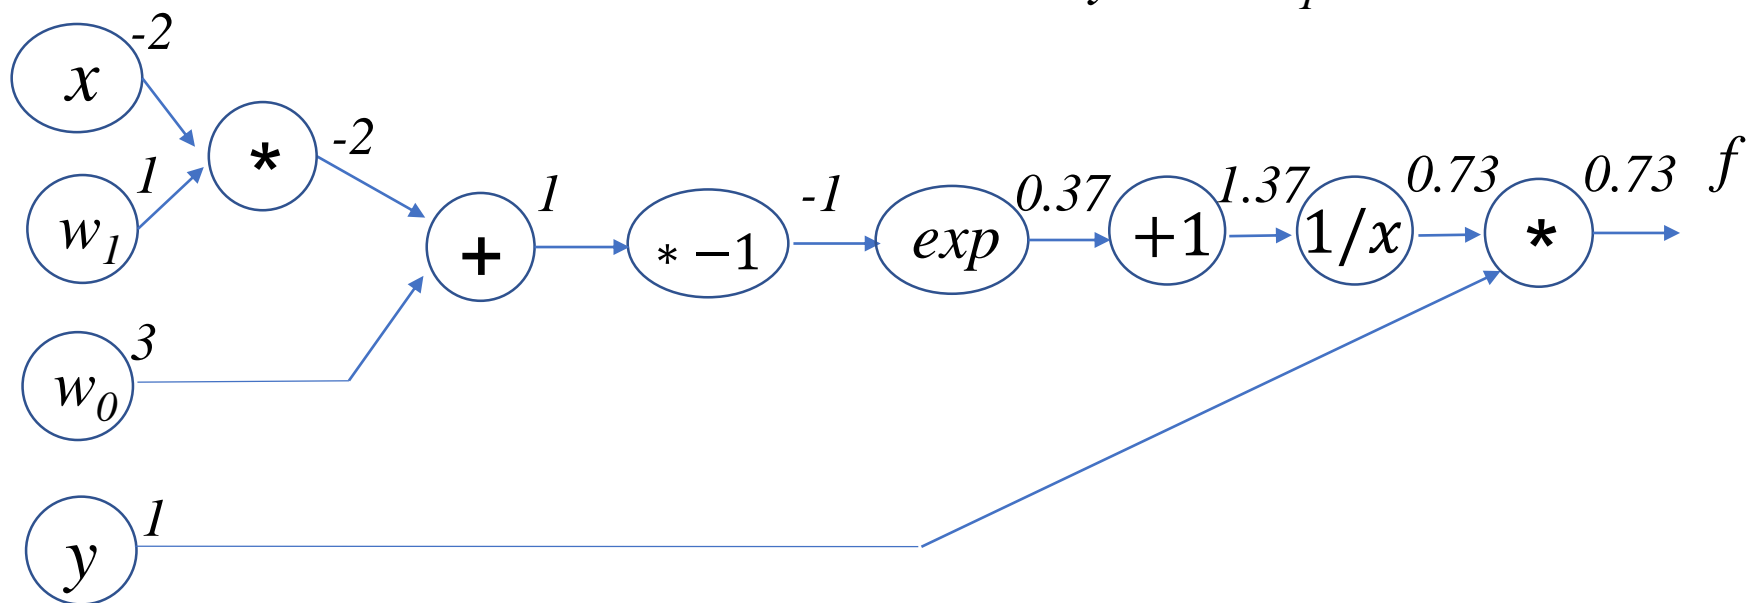 x -2
w1 1
* -2
w0 3
y 1
+ 1
* −1 -1
exp 0.37
+1 1.37
1/x 0.73
* 0.73 f